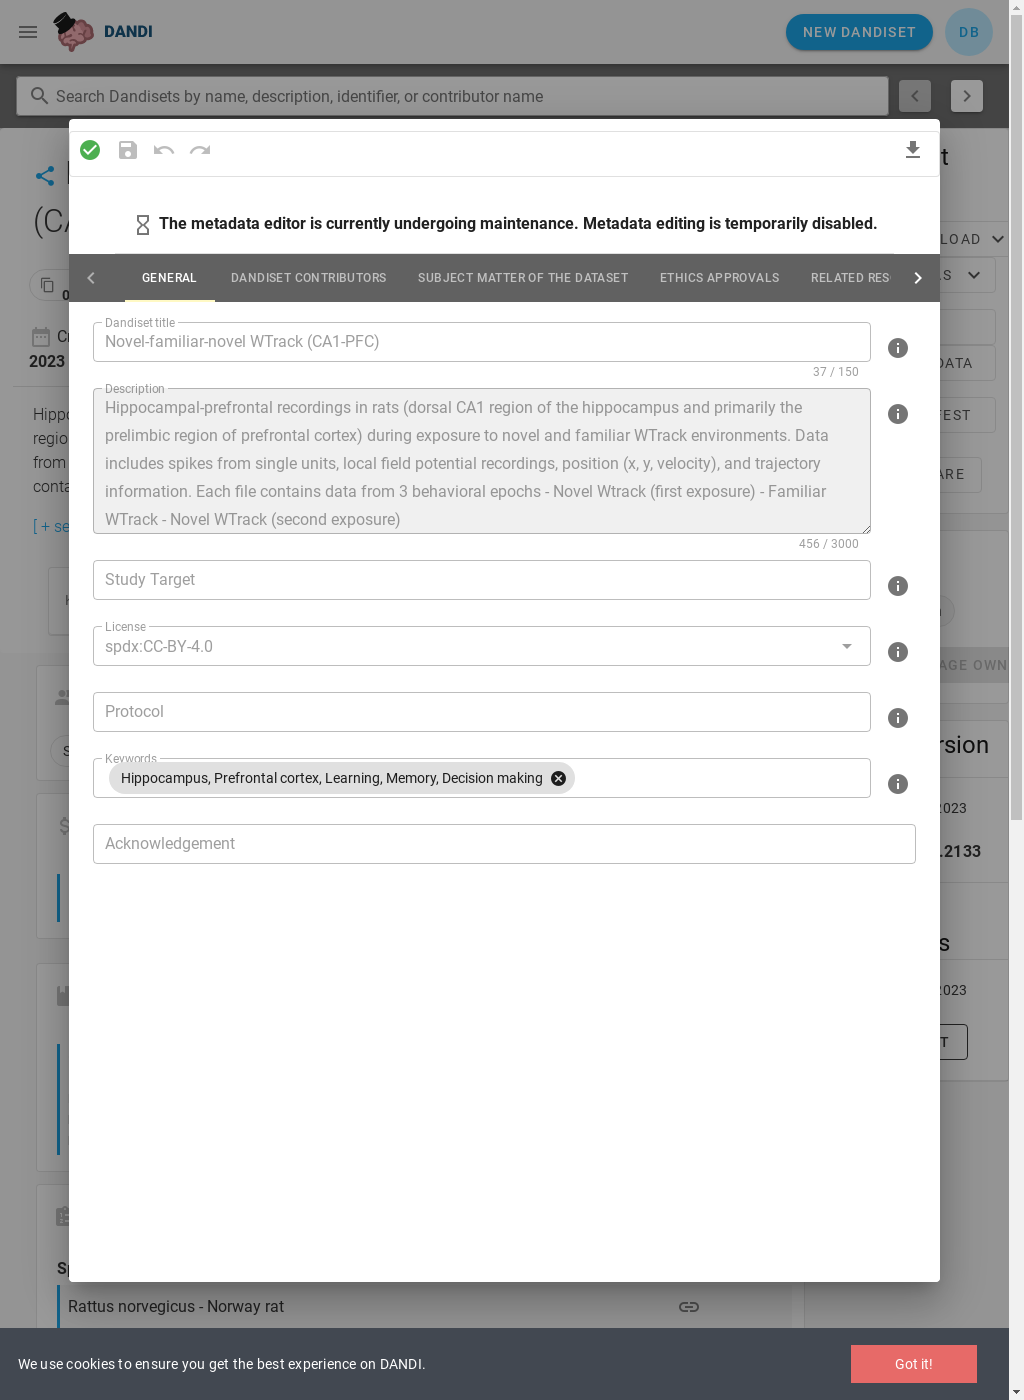 DANDI
NEW DANDISET
DB
Search Dandisets by name, description, identifier, or contributor name
The metadata editor is currently undergoing maintenance. Metadata editing is temporarily disabled.
GENERAL
DANDISET CONTRIBUTORS
SUBJECT MATTER OF THE DATASET
ETHICS APPROVALS
RELATED RES
Dandiset title
Novel-familiar-novel WTrack (CA1-PFC)
37 / 150
Description
Hippocampal-prefrontal recordings in rats (dorsal CA1 region of the hippocampus and primarily the
prelimbic region of prefrontal cortex) during exposure to novel and familiar WTrack environments. Data
includes spikes from single units, local field potential recordings, position (x, y, velocity), and trajectory
information. Each file contains data from 3 behavioral epochs - Novel Wtrack (first exposure) - Familiar
WTrack - Novel WTrack (second exposure)
456 / 3000
Study Target
License
spdx:CC-BY-4.0
Protocol
Keywords
Hippocampus, Prefrontal cortex, Learning, Memory, Decision making
Acknowledgement
(CA
2023
Hippo
regio
from
conta
[ + se
LOAD
DATA
AGE OWN
rsion
2023
.2133
2023
Rattus norvegicus - Norway rat
We use cookies to ensure you get the best experience on DANDI.
Got it!